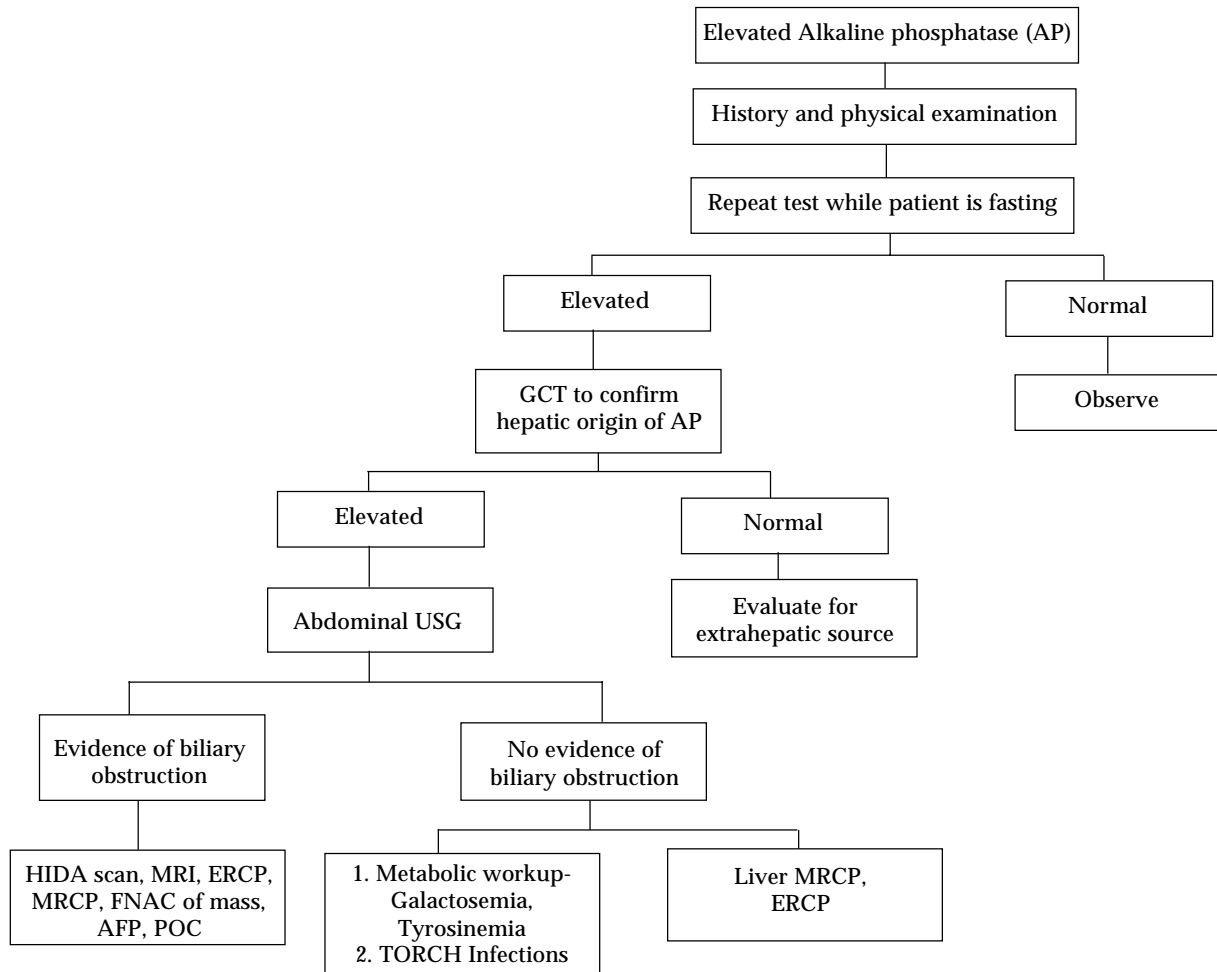 Elevated Alkaline phosphatase (AP)
History and physical examination
Repeat test while patient is fasting
Elevated
Normal
GCT to confirm
hepatic origin of AP
Observe
Elevated
Normal
Abdominal USG
Evaluate for
extrahepatic source
Evidence of biliary
obstruction
No evidence of
biliary obstruction
HIDA scan, MRI, ERCP,
MRCP, FNAC of mass,
AFP, POC
1. Metabolic workup-
Galactosemia,
Tyrosinemia
2. TORCH Infections
Liver MRCP,
ERCP